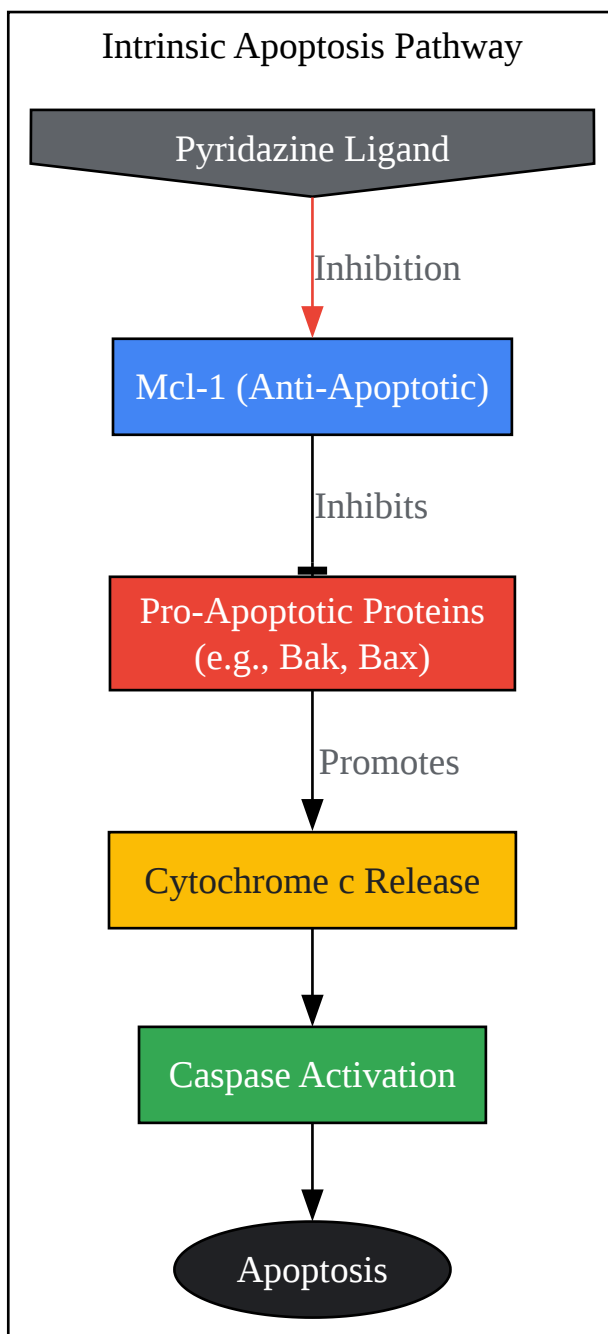 Intrinsic Apoptosis Pathway
Pyridazine Ligand
Inhibition
Mcl-1 (Anti-Apoptotic)
Inhibits
Pro-Apoptotic Proteins
(e.g., Bak, Bax)
Promotes
Cytochrome c Release
Caspase Activation
Apoptosis